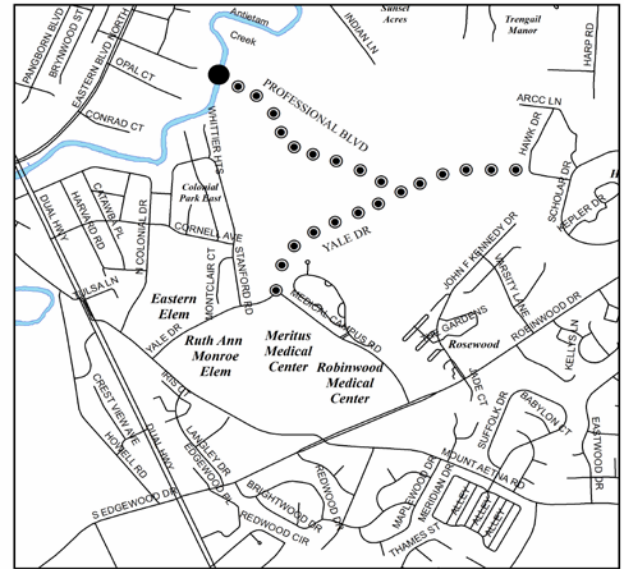 Sunset
Acres
Trengail
Manor
Antietam
Creek
INDIAN LN
HARP RD
PANGBORN BLVD
BRYNWOOD ST
EASTERN BLVD NORTH
OPAL CT
CONRAD CT
PROFESSIONAL BLVD
ARCC LN
HAWK DR
SCHOLAR DR
KEPLER DR
H
WHITTIER HTS
Colonial
Park East
DUAL HWY
HARVARD RD
CATAWBA PL
N COLONIAL DR
CORNELL AVE
STANFORD RD
MONTCLAIR CT
YALE DR
TULSA LN
Eastern
Elem
YALE DR
Ruth Ann
Monroe
Elem
Meritus
Medical
Center
MEDICAL CAMPUS RD
Robinwood
Medical
Center
JOHN F KENNEDY DR
VARSITY LANE
ROBINWOOD DR
GARDENS
Rosewood
KELLYS LN
JADE CT
IRIS CT
CREST VIEW AVE
HOWELL RD
DUAL HWY
LANGLEY DR
EDGEWOOD PL
S EDGEWOOD DR
BRIGHTWOOD DR
REDWOOD CIR
REDWOOD DR
MAPLEWOOD DR
MERIDIAN DR
THAMES ST
MOUNT AETNA RD
SUFFOLK DR
BABYLON CT
EASTWOOD DR
ALLEY
ALLEY
ALLEY